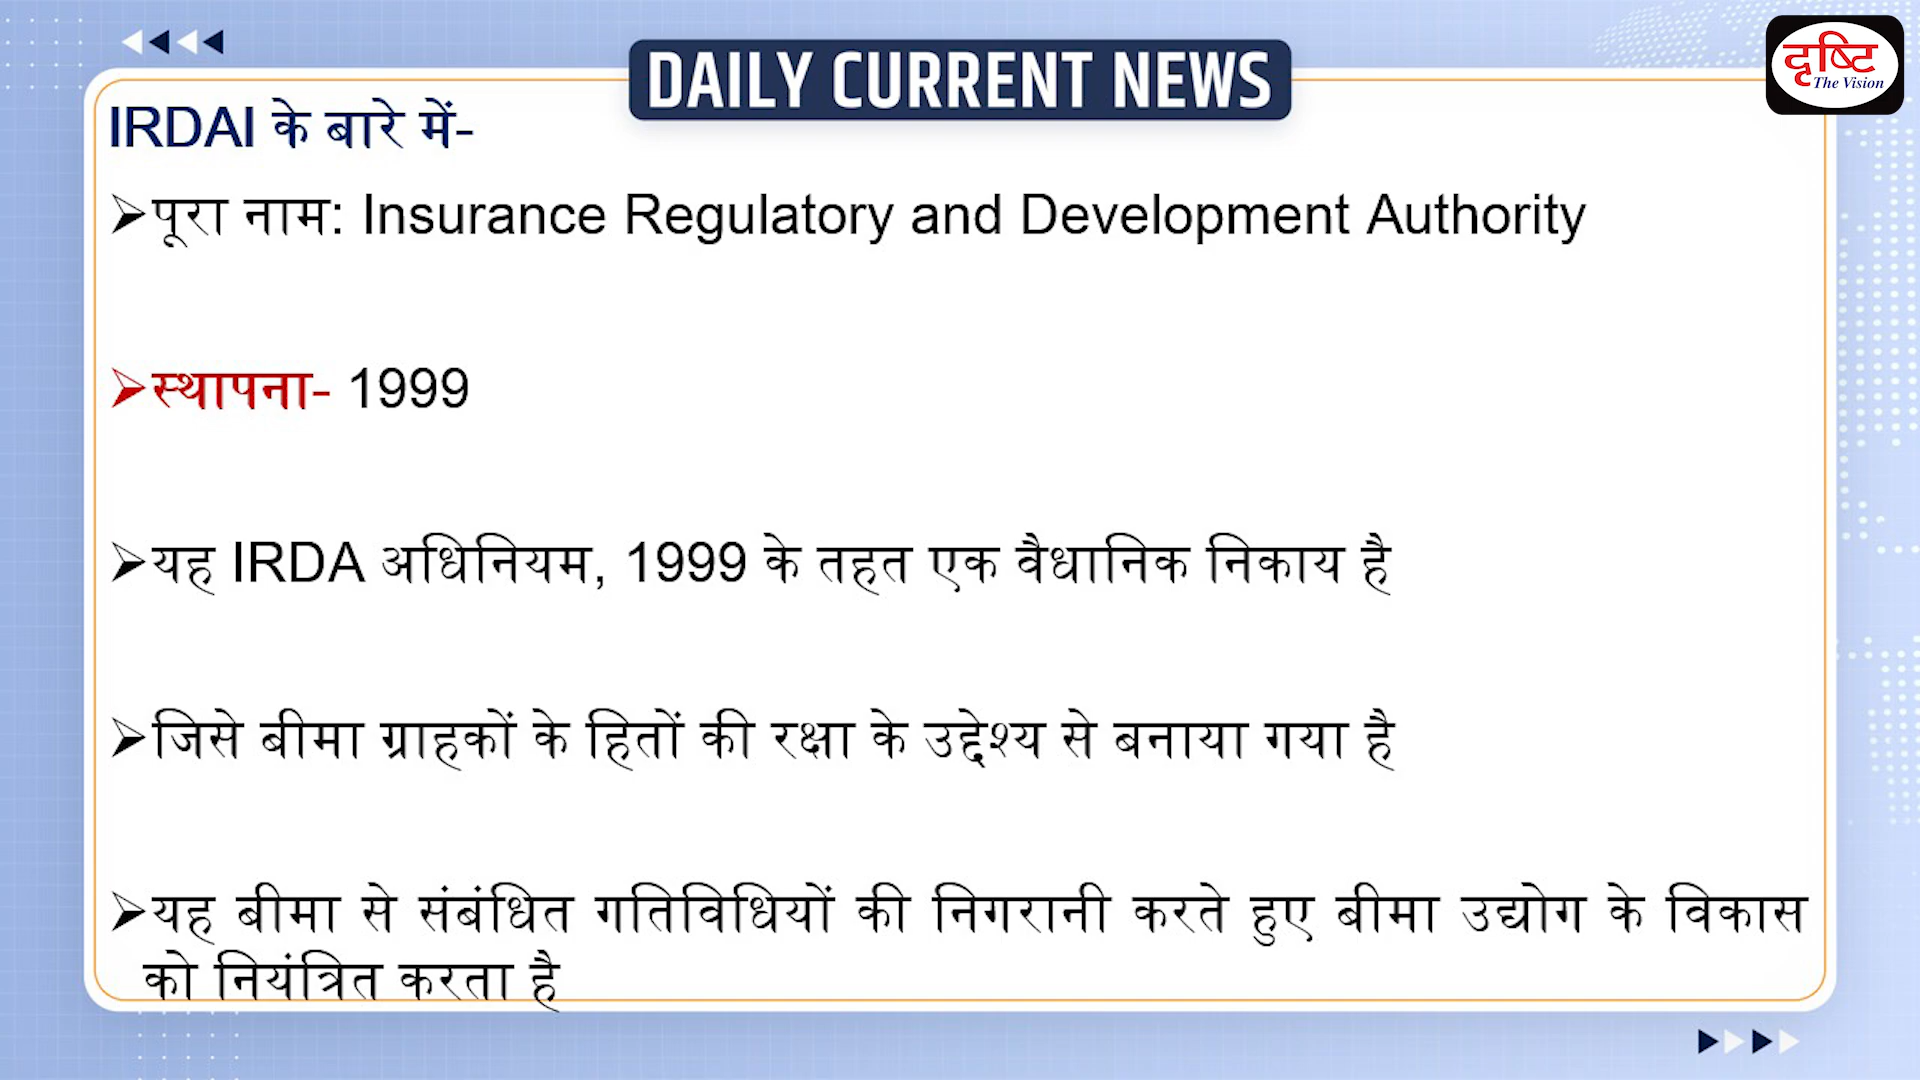 DAILY CURRENT NEWS
दृष्टि
The Vision
IRDAI के बारे में-
➢पूरा नाम: Insurance Regulatory and Development Authority
➢स्थापना- 1999
➢यह IRDA अधिनियम, 1999 के तहत एक वैधानिक निकाय है
➢जिसे बीमा ग्राहकों के हितों की रक्षा के उद्देश्य से बनाया गया है
➢यह बीमा से संबंधित गतिविधियों की निगरानी करते हुए बीमा उद्योग के विकास
को नियंत्रित करता है